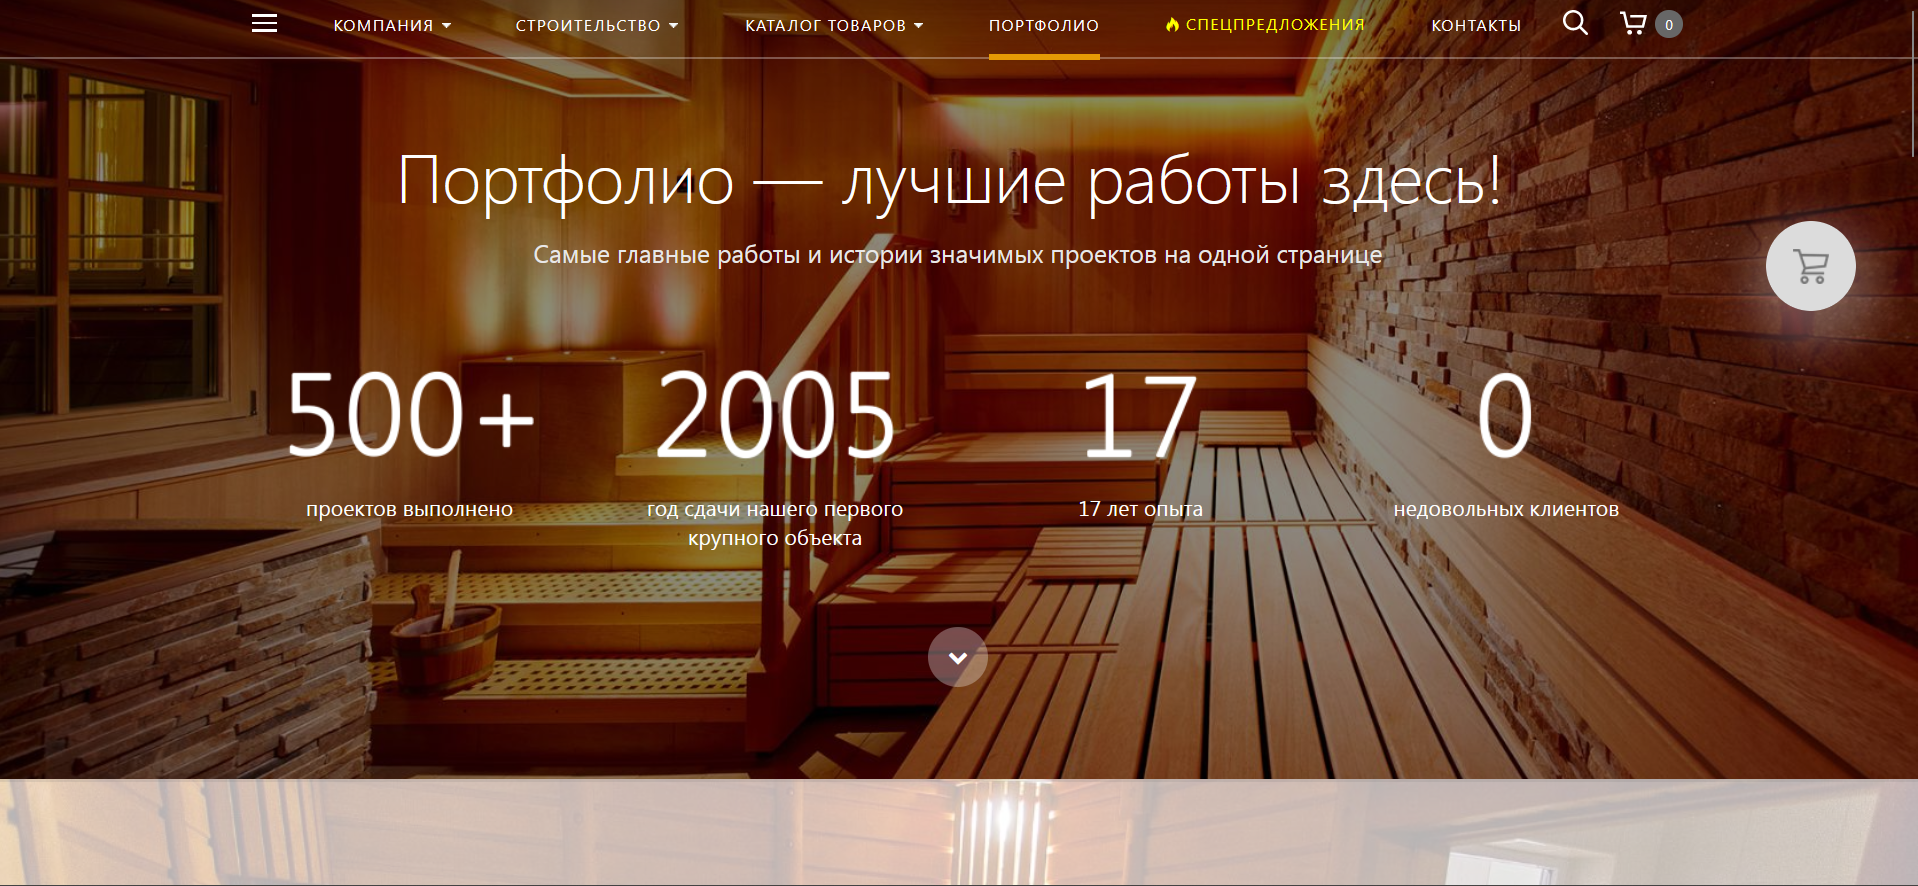 КОМПАНИЯ СТРОИТЕЛЬСТВО КАТАЛОГ ТОВАРОВ ПОРТФОЛИО СПЕЦПРЕДЛОЖЕНИЯ КОНТАКТЫ 0
Портфолио — лучшие работы здесь!
Самые главные работы и истории значимых проектов на одной странице
500+ 2005 17 0
проектов выполнено
год сдачи нашего первого
крупного объекта
17 лет опыта
недовольных клиентов